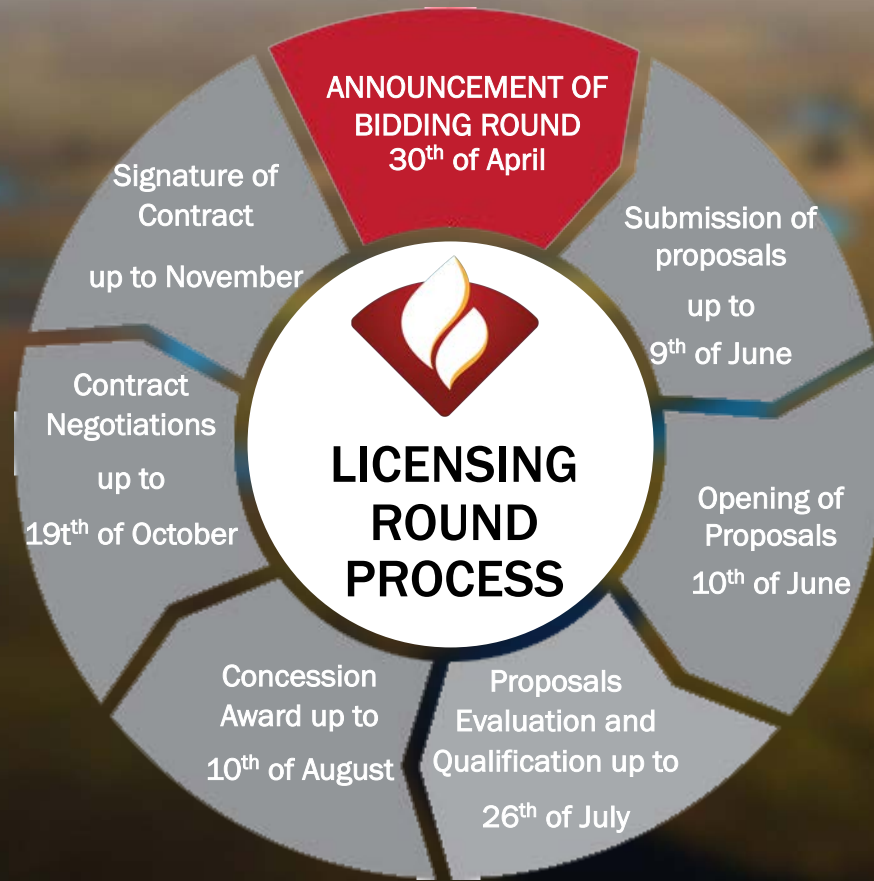 ANNOUNCEMENT OF
BIDDING ROUND
30th of April
Submission of
proposals
up to
9th of June
Opening of
Proposals
10th of June
Proposals
Evaluation and
Qualification up to
26th of July
Concession
Award up to
10th of August
Contract
Negotiations
up to
19tth of October
Signature of
Contract
up to November
LICENSING
ROUND
PROCESS